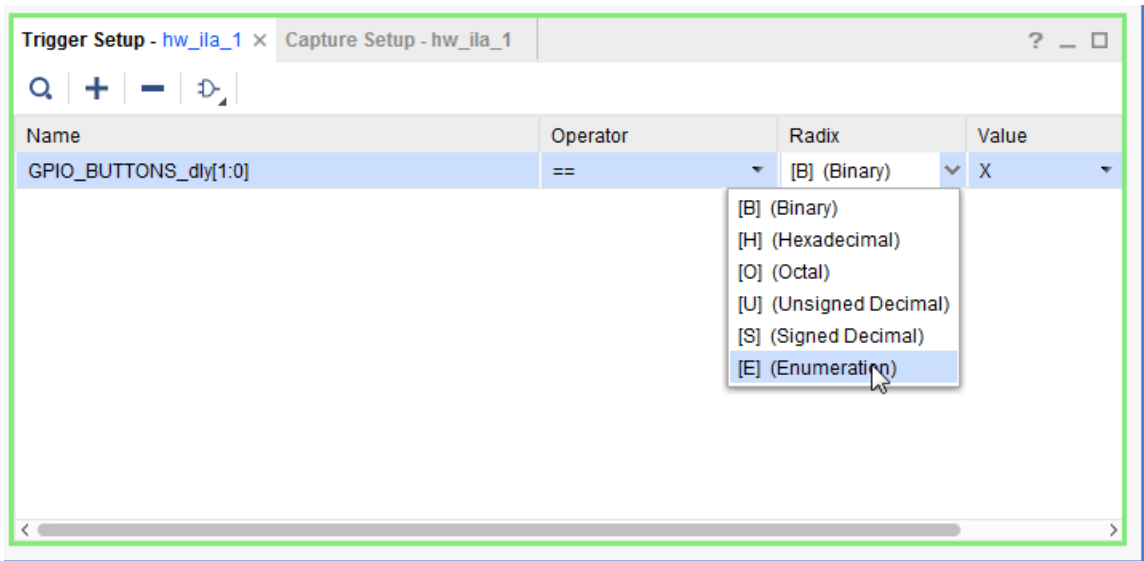 Trigger Setup - hw_ila_1 × Capture Setup - hw_ila_1 ?
Name Operator Radix Value
GPIO_BUTTONS_dly[1:0] == [B] (Binary) X
[B] (Binary)
[H] (Hexadecimal)
[O] (Octal)
[U] (Unsigned Decimal)
[S] (Signed Decimal)
[E] (Enumeration)